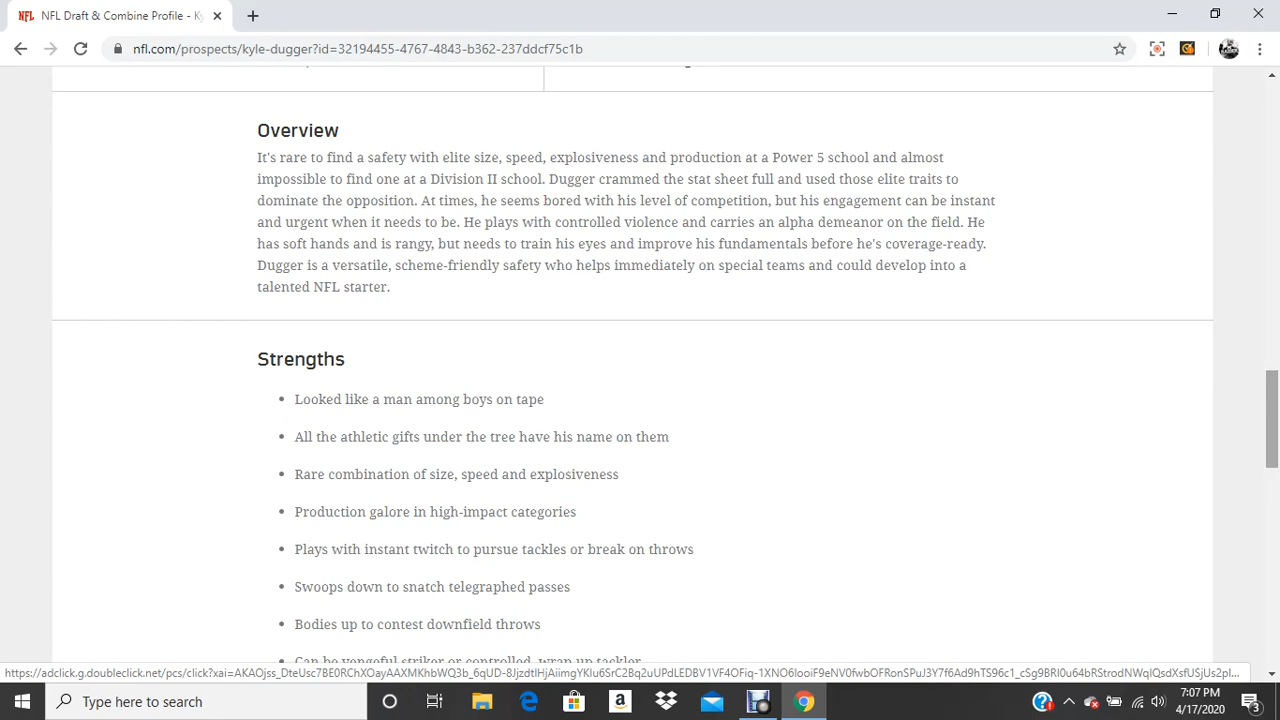 NFL Draft & Combine Profile - Ky
nfl.com/prospects/kyle-dugger?id=32194455-4767-4843-b362-237ddcf75c1b
Overview
It's rare to find a safety with elite size, speed, explosiveness and production at a Power 5 school and almost
impossible to find one at a Division II school. Dugger crammed the stat sheet full and used those elite traits to
dominate the opposition. At times, he seems bored with his level of competition, but his engagement can be instant
and urgent when it needs to be. He plays with controlled violence and carries an alpha demeanor on the field. He
has soft hands and is rangy, but needs to train his eyes and improve his fundamentals before he's coverage-ready.
Dugger is a versatile, scheme-friendly safety who helps immediately on special teams and could develop into a
talented NFL starter.
Strengths
• Looked like a man among boys on tape
• All the athletic gifts under the tree have his name on them
• Rare combination of size, speed and explosiveness
• Production galore in high-impact categories
• Plays with instant twitch to pursue tackles or break on throws
• Swoops down to snatch telegraphed passes
• Bodies up to contest downfield throws
• Can be vengeful striker or controlled, wrap up tackler
Type here to search
7:07 PM
4/17/2020
3